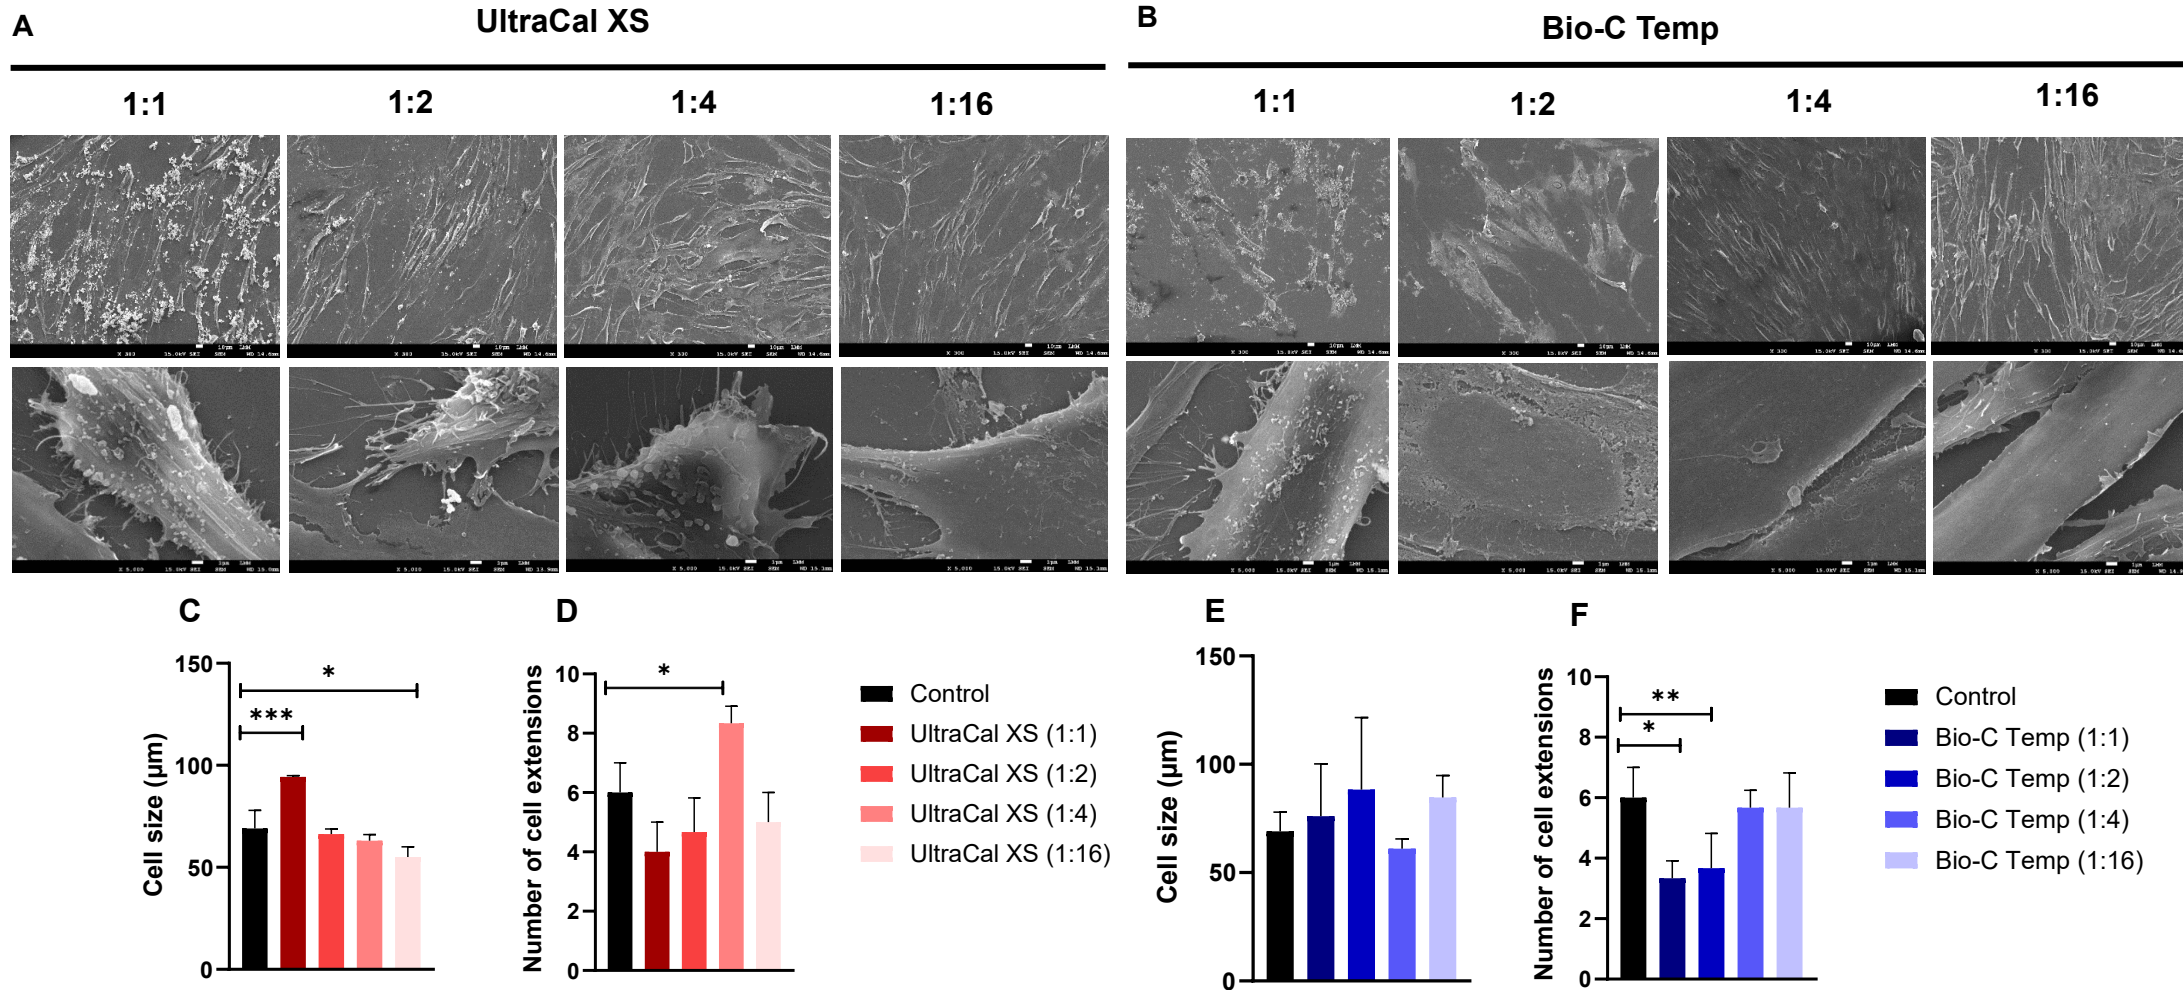 A
UltraCal XS
B
Bio-C Temp
1:1
1:2
1:4
1:16
1:1
1:2
1:4
1:16
C
150
100
50
0
Cell size (μm)
*
***
D
10
8
6
4
2
0
Number of cell extensions
*
Control
UltraCal XS (1:1)
UltraCal XS (1:2)
UltraCal XS (1:4)
UltraCal XS (1:16)
E
150
100
50
0
Cell size (μm)
F
10
8
6
4
2
0
Number of cell extensions
**
*
Control
Bio-C Temp (1:1)
Bio-C Temp (1:2)
Bio-C Temp (1:4)
Bio-C Temp (1:16)